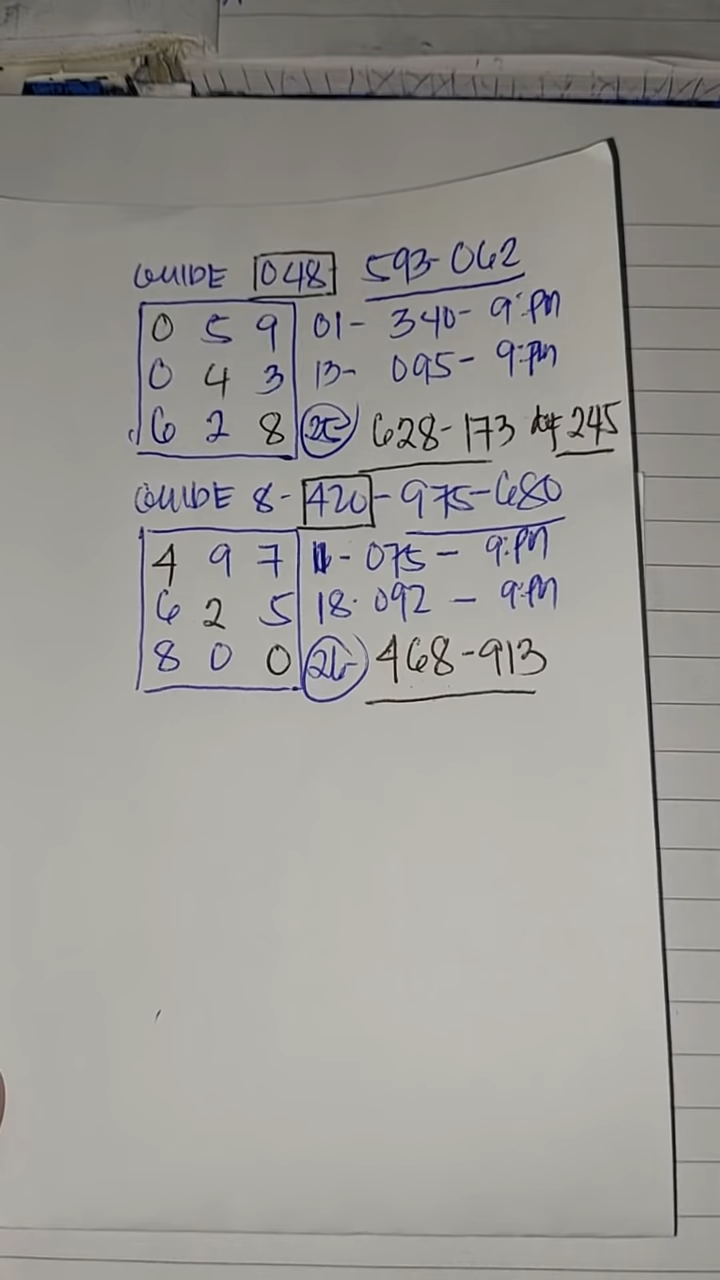 GUIDE 048 593-062
0 5 9 01- 340- 9:PM
0 4 3 13- 095- 9:PM
6 2 8 25 628-173 245
GUIDE 8- 420-975-680
4 9 7 11- 075- 9:PM
6 2 5 18. 092 - 9:PM
8 0 0 26- 468-913